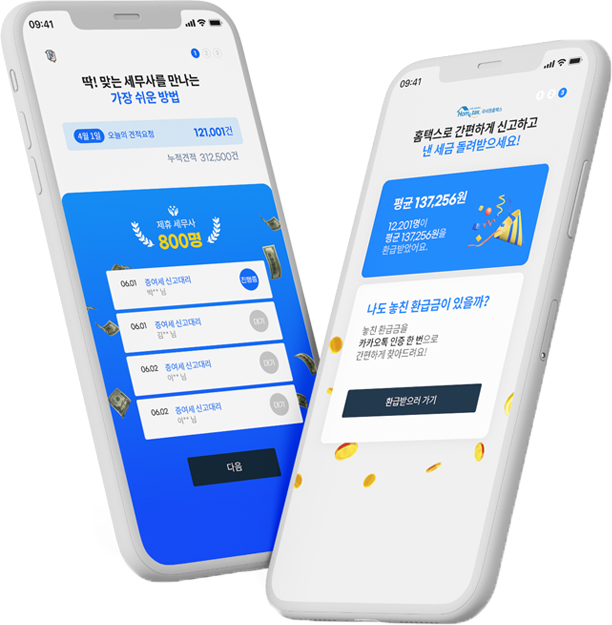 09:41
1 2 3
딱! 맞는 세무사를 만나는
가장 쉬운 방법
4월 1일 오늘의 견적요청 121,001건
누적견적 312,500건
제휴 세무사
800명
06.01 증여세 신고대리 진행중
박** 님
06.01 증여세 신고대리 대기
김** 님
06.02 증여세 신고대리 대기
이** 님
06.02 증여세 신고대리 대기
이** 님
다음
09:41
1 2 3
Hometax. 국세청홈택스
홈택스로 간편하게 신고하고
낸 세금 돌려받으세요!
평균 137,256원
12,201명이
평균 137,256원을
환급받았어요.
나도 놓친 환급금이 있을까?
놓친 환급금을
카카오톡 인증 한 번으로
간편하게 찾아드려요!
환급받으러 가기